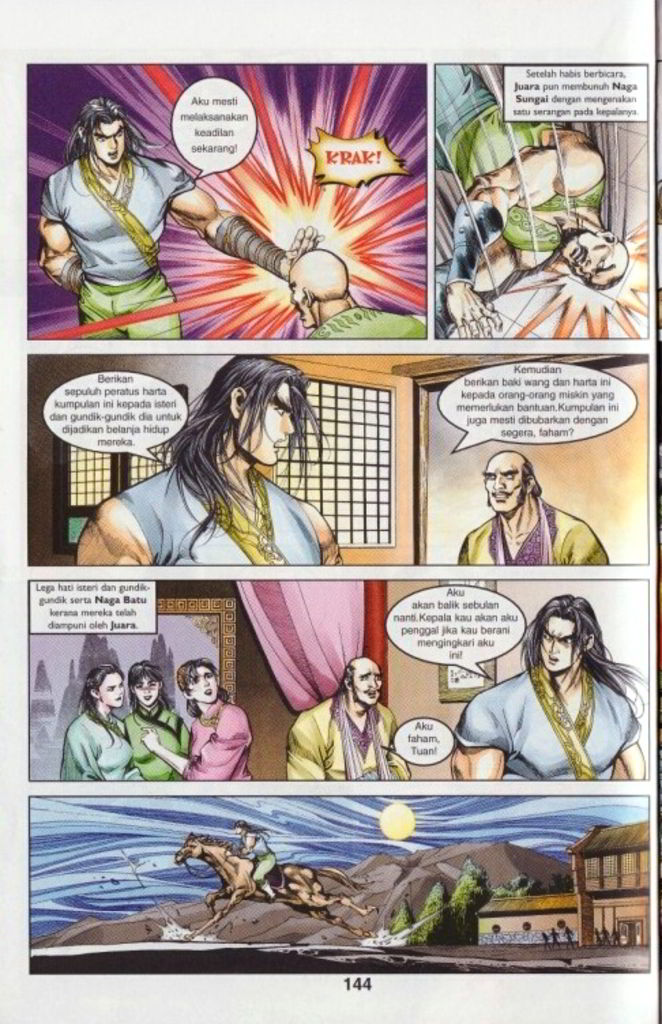 Aku mesti
melaksanakan
keadilan
sekarang!
KRAK!
Setelah habis berbicara,
Juara pun membunuh Naga
Sungai dengan mengenakan
satu serangan pada kepalanya.
Berikan
sepuluh peratus harta
kumpulan ini kepada isteri
dan gundik-gundik dia untuk
dijadikan belanja hidup
mereka.
Kemudian
berikan baki wang dan harta ini
kepada orang-orang miskin yang
memerlukan bantuan.Kumpulan ini
juga mesti dibubarkan dengan
segera, faham?
Lega hati isteri dan gundik-
gundik serta Naga Batu
kerana mereka telah
diampuni oleh Juara.
Aku
akan balik sebulan
nanti.Kepala kau akan aku
penggal jika kau berani
mengingkari aku
ini!
Aku
faham,
Tuan!
144